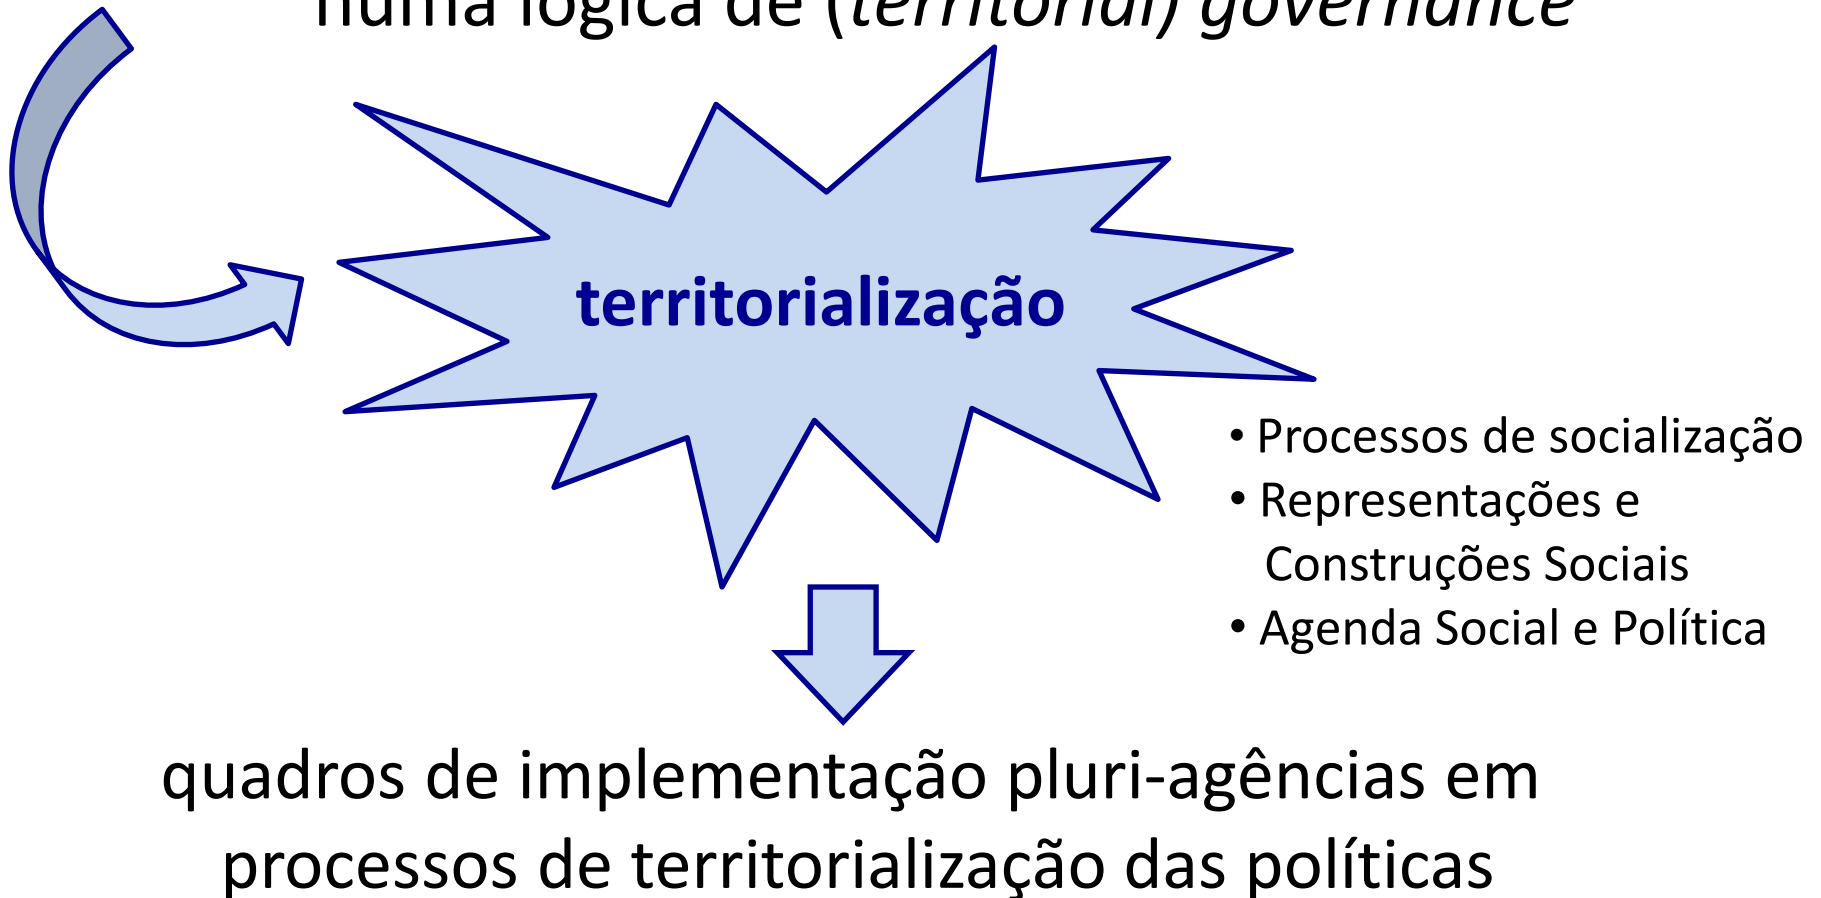 numa lógica de (territorial) governance
territorialização
• Processos de socialização
• Representações e
Construções Sociais
• Agenda Social e Política
quadros de implementação pluri-agências em
processos de territorialização das políticas